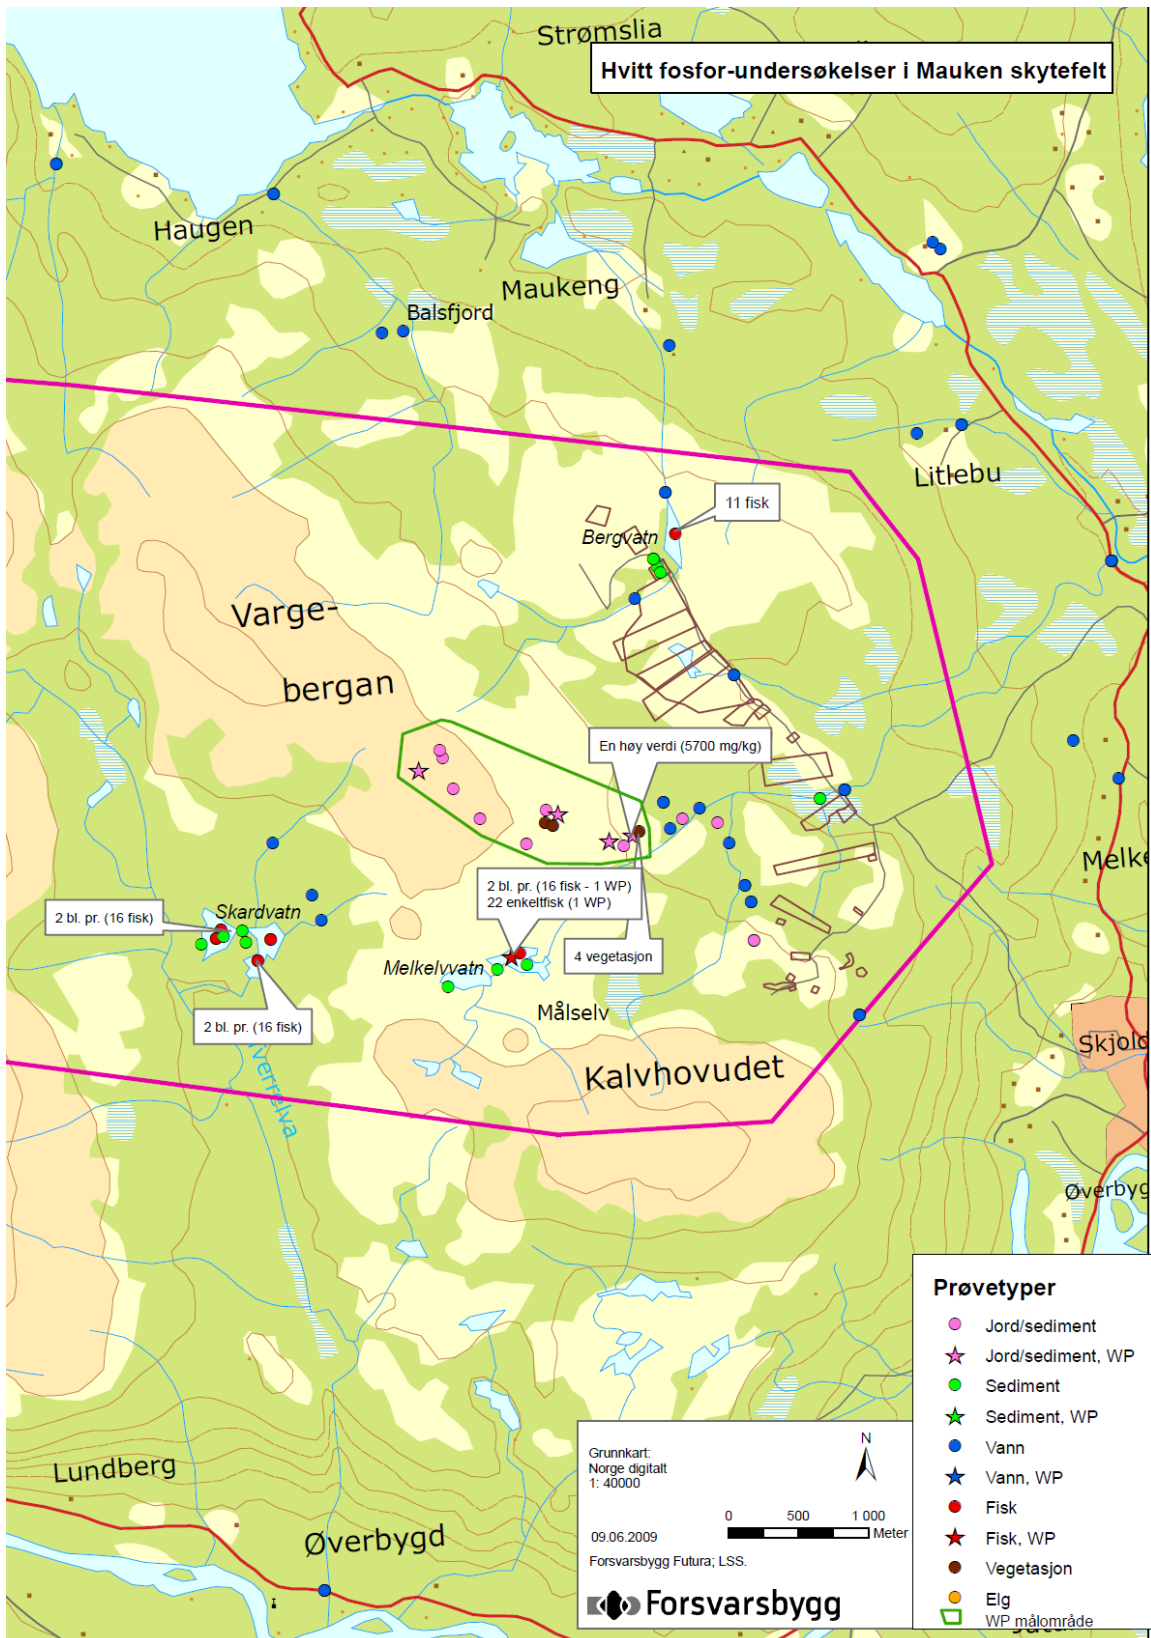 Strømslia
Hvitt fosfor-undersøkelser i Mauken skytefelt
Haugen
Maukeng
Balsfjord
Litlebu
11 fisk
Bergvatn
Varge-
bergan
En høy verdi (5700 mg/kg)
Melke
2 bl. pr. (16 fisk - 1 WP)
22 enkeltfisk (1 WP)
2 bl. pr. (16 fisk)
Skardvatn
4 vegetasjon
Melkelvvatn
Målselv
2 bl. pr. (16 fisk)
Skjold
Kalvhovudet
Øverbyg
Prøvetyper
Jord/sediment
Jord/sediment, WP
Sediment
Sediment, WP
Vann
Vann, WP
Fisk
Fisk, WP
Vegetasjon
Elg
WP målområde
Lundberg
Øverbygd
Grunnkart:
Norge digitalt
1: 40000
N
0 500 1 000
Meter
09.06.2009
Forsvarsbygg Futura; LSS.
Forsvarsbygg